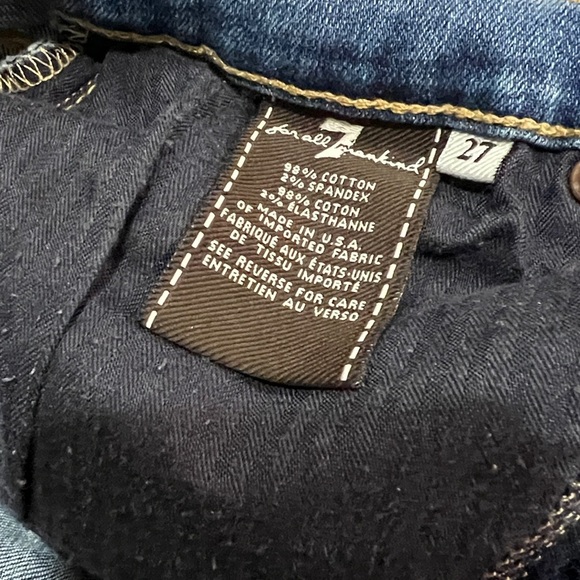 7
for all mankind
27
98% COTTON
2% SPANDEX
98% COTON
2% ÉLASTHANNE
MADE IN U.S.A.
OF IMPORTED FABRIC
FABRIQUÉ AUX ÉTATS-UNIS
DE TISSU IMPORTÉ
SEE REVERSE FOR CARE
ENTRETIEN AU VERSO